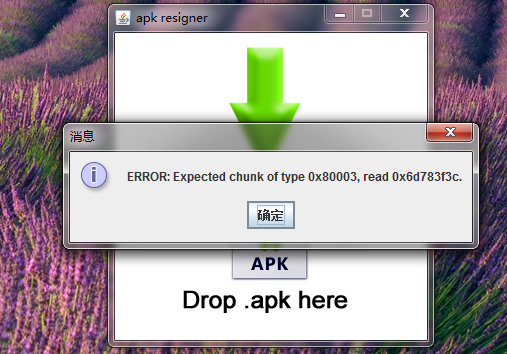 apk resigner
消息
ERROR: Expected chunk of type 0x80003, read 0x6d783f3c.
确定
APK
Drop .apk here